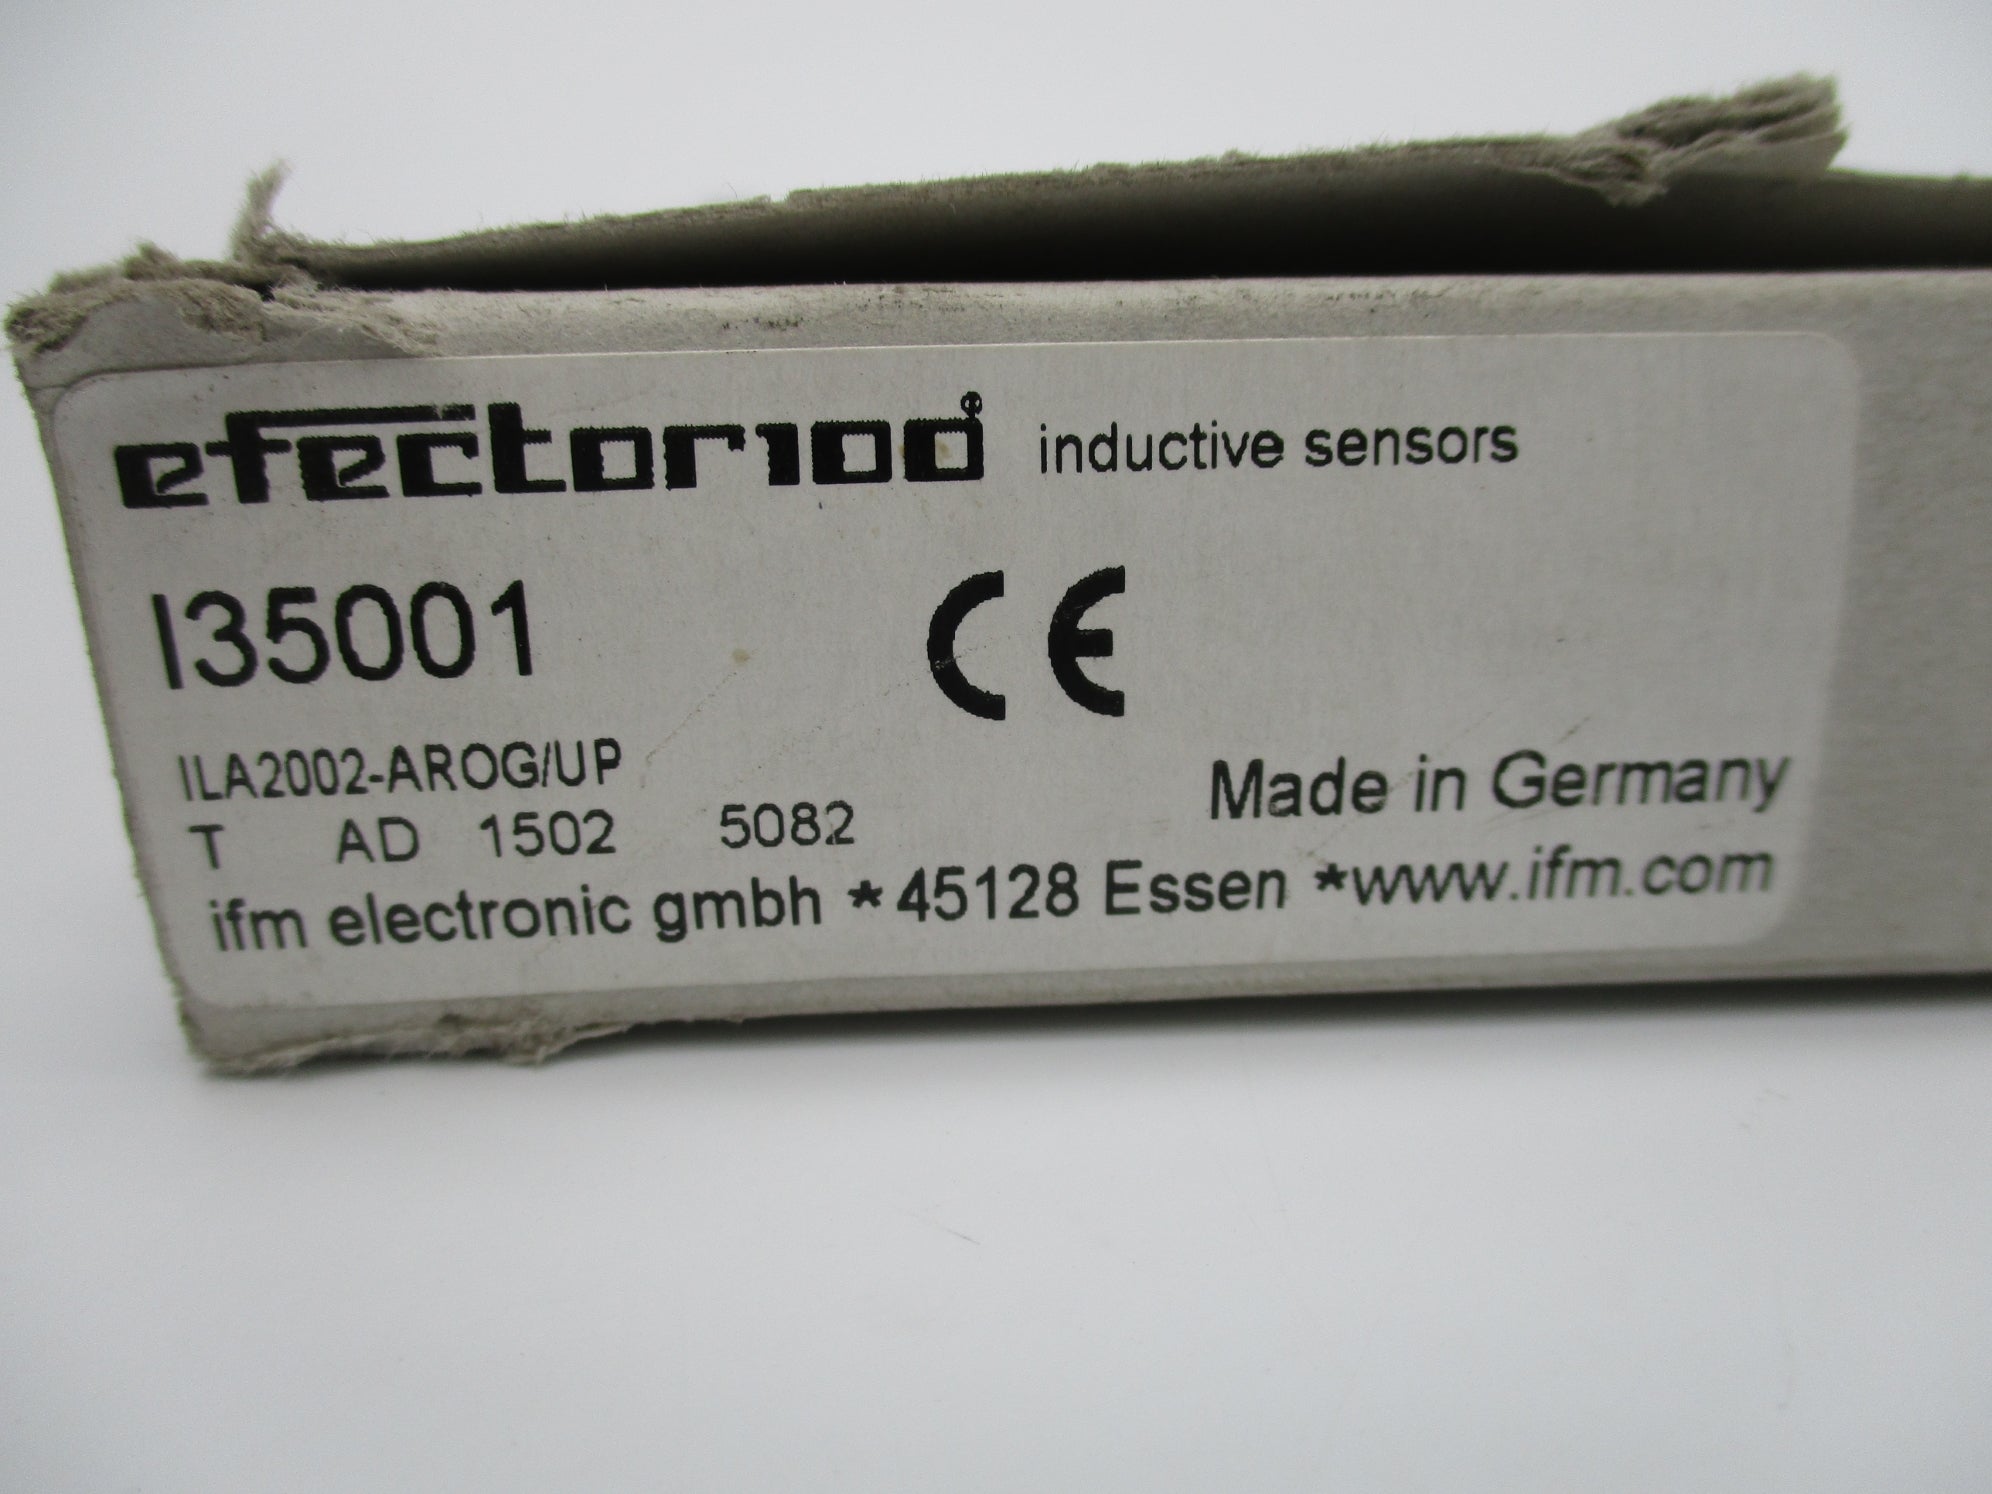 efector100® inductive sensors
I35001 CE
ILA2002-AROG/UP
Made in Germany
T AD 1502 5082
ifm electronic gmbh *45128 Essen *www.ifm.com